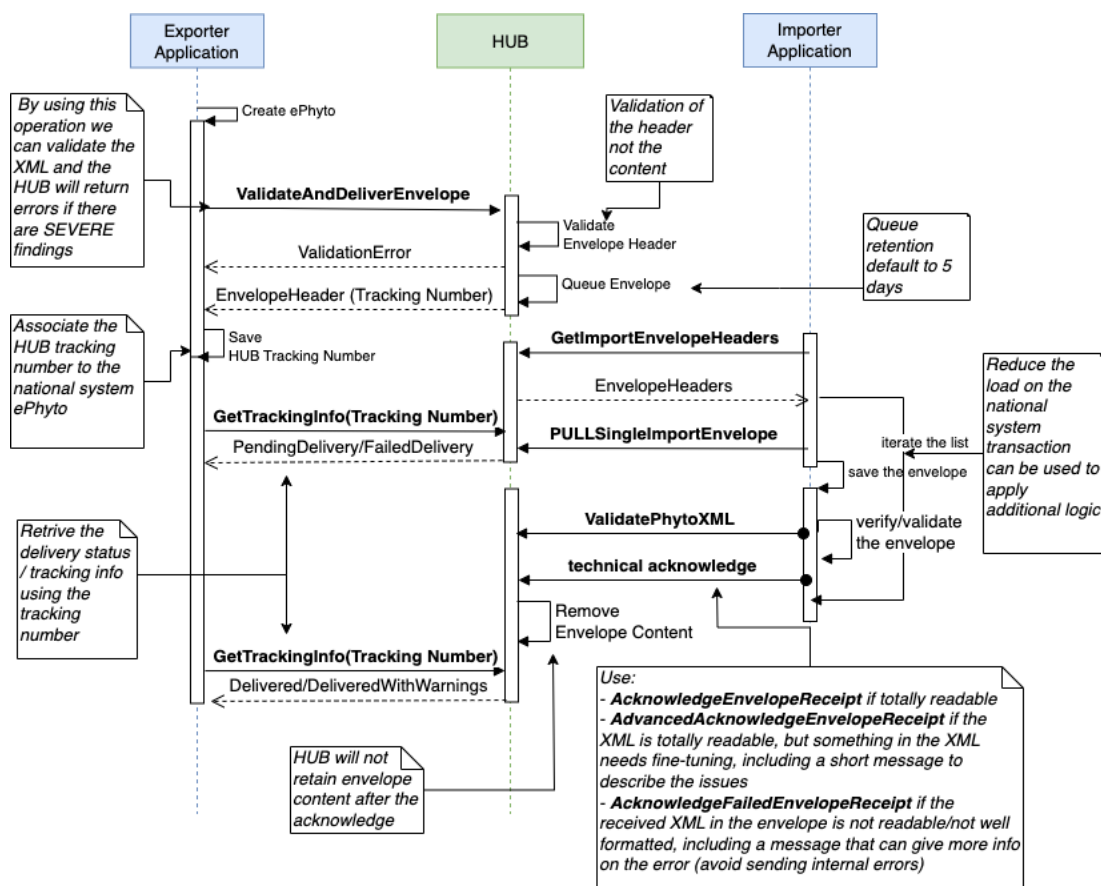 Exporter
Application
HUB
Importer
Application
By using this
operation we
can validate the
XML and the
HUB will return
errors if there
are SEVERE
findings
Create ePhyto
Validation of
the header
not the
content
ValidateAndDeliverEnvelope
Validate
Envelope Header
Queue
retention
default to 5
days
ValidationError
Queue Envelope
EnvelopeHeader (Tracking Number)
Associate the
HUB tracking
number to the
national system
ePhyto
Save
HUB Tracking Number
GetImportEnvelopeHeaders
EnvelopeHeaders
Reduce the
load on the
national
system
transaction
can be used to
apply
additional logic
GetTrackingInfo(Tracking Number)
PULLSingleImportEnvelope
iterate the list
PendingDelivery/FailedDelivery
save the envelope
Retrive the
delivery status
/ tracking info
using the
tracking
number
ValidatePhytoXML
verify/validate
the envelope
technical acknowledge
Remove
Envelope Content
GetTrackingInfo(Tracking Number)
Delivered/DeliveredWithWarnings
Use:
- AcknowledgeEnvelopeReceipt if totally readable
- AdvancedAcknowledgeEnvelopeReceipt if the
XML is totally readable, but something in the XML
needs fine-tuning, including a short message to
describe the issues
- AcknowledgeFailedEnvelopeReceipt if the
received XML in the envelope is not readable/not well
formatted, including a message that can give more info
on the error (avoid sending internal errors)
HUB will not
retain envelope
content after the
acknowledge